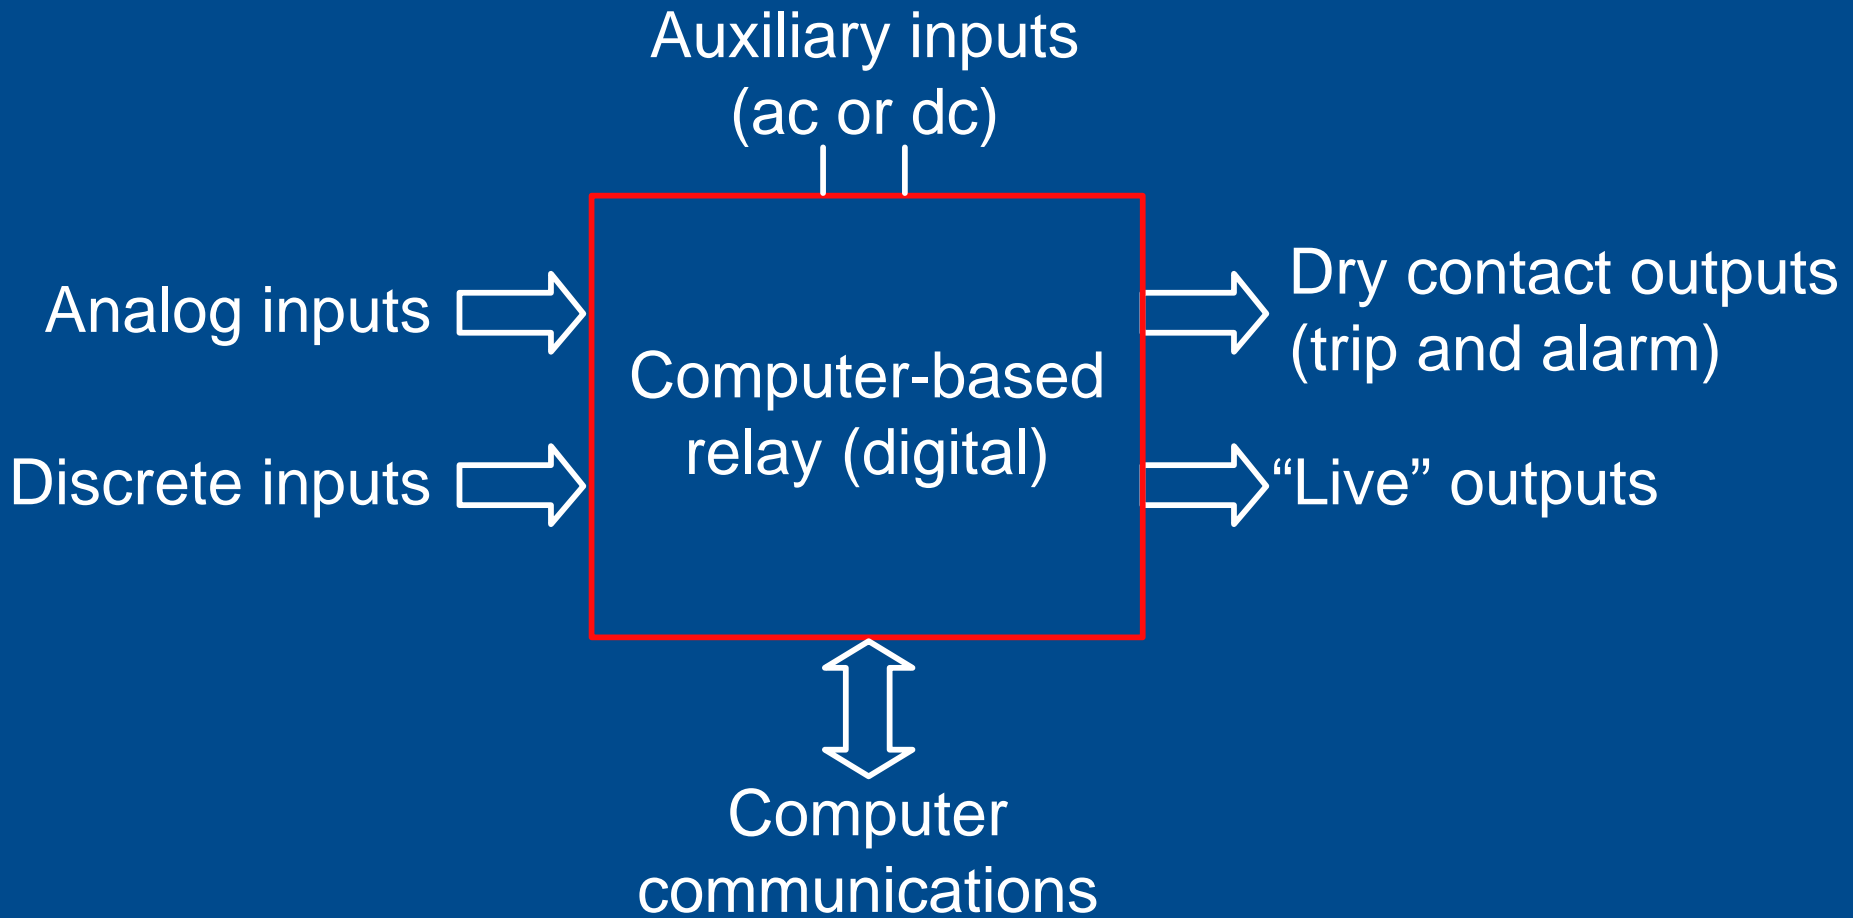 Auxiliary inputs
(ac or dc)
Analog inputs
Discrete inputs
Computer-based
relay (digital)
Dry contact outputs
(trip and alarm)
“Live” outputs
Computer
communications